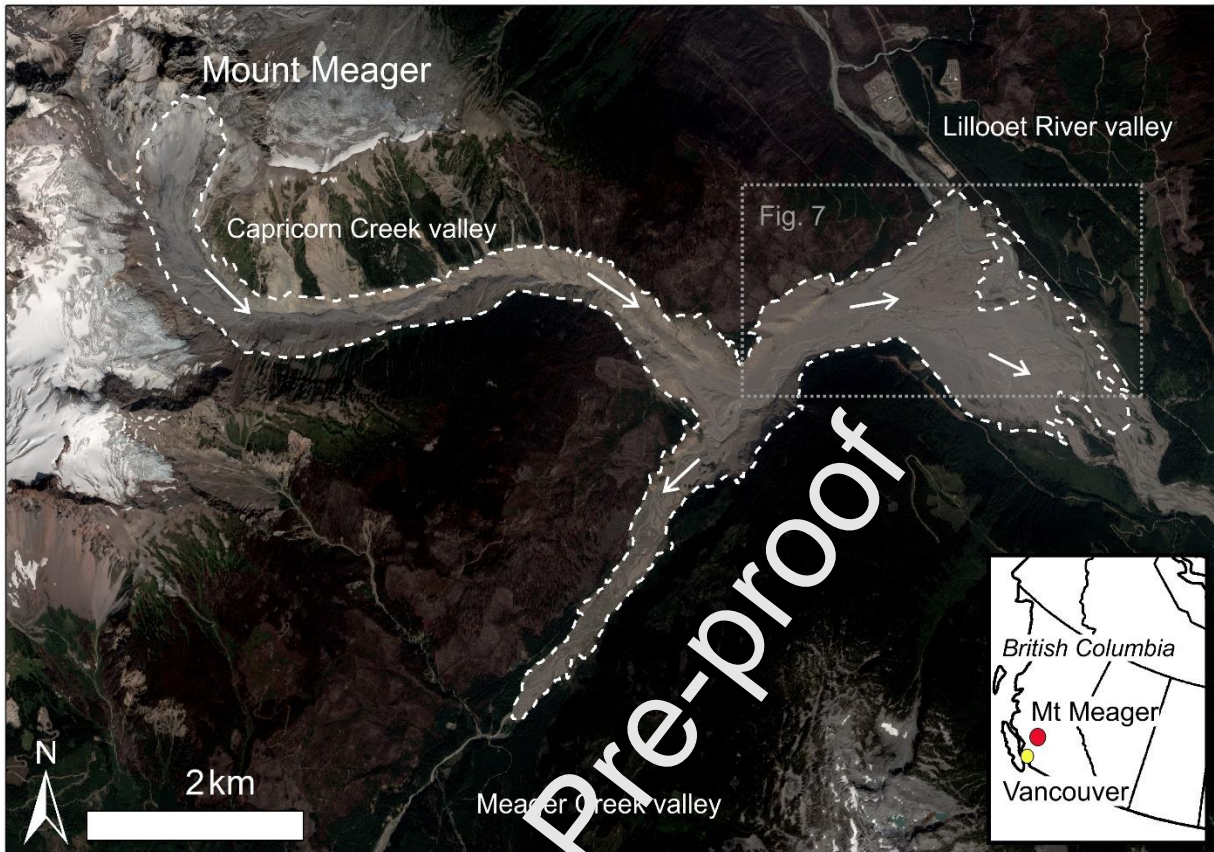 Mount Meager
Lillooet River valley
Fig. 7
Capricorn Creek valley
Pre-proof
British Columbia
Mt Meager
Vancouver
N
2 km
Meager Creek valley